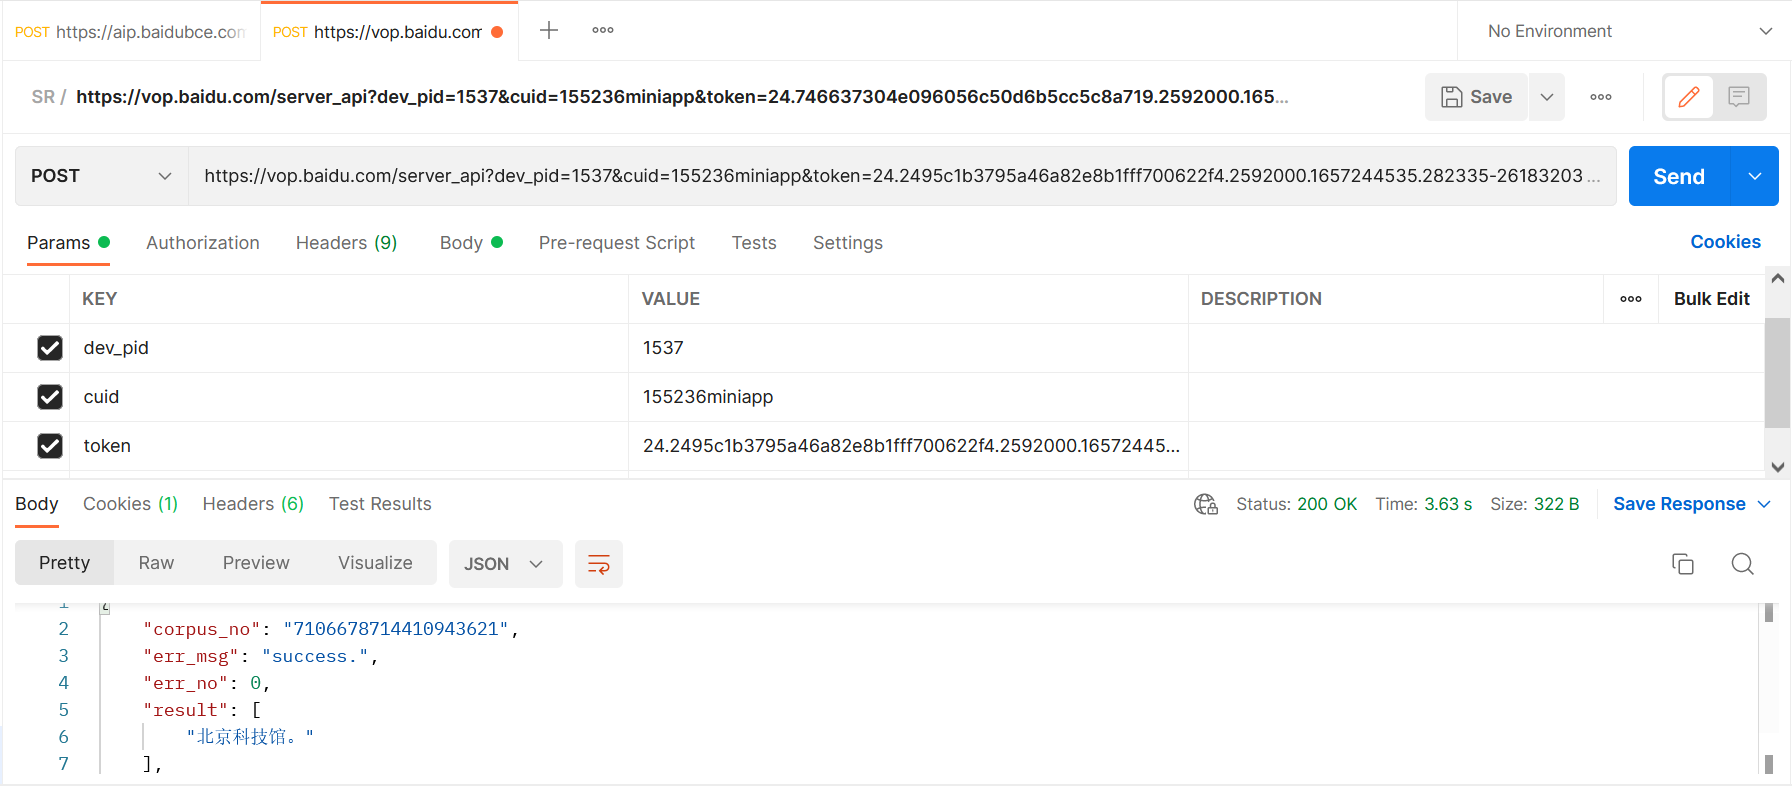 POST https://aip.baidubce.com POST https://vop.baidu.com No Environment
SR / https://vop.baidu.com/server_api?dev_pid=1537&cuid=155236miniapp&token=24.746637304e096056c50d6b5cc5c8a719.2592000.165... Save
POST https://vop.baidu.com/server_api?dev_pid=1537&cuid=155236miniapp&token=24.2495c1b3795a46a82e8b1fff700622f4.2592000.1657244535.282335-26183203 ... Send
Params Authorization Headers (9) Body Pre-request Script Tests Settings Cookies
KEY VALUE DESCRIPTION Bulk Edit
dev_pid 1537
cuid 155236miniapp
token 24.2495c1b3795a46a82e8b1fff700622f4.2592000.16572445...
Body Cookies (1) Headers (6) Test Results Status: 200 OK Time: 3.63 s Size: 322 B Save Response
Pretty Raw Preview Visualize JSON
1 {
2 "corpus_no": "7106678714410943621",
3 "err_msg": "success.",
4 "err_no": 0,
5 "result": [
6 "北京科技馆。"
7 ],